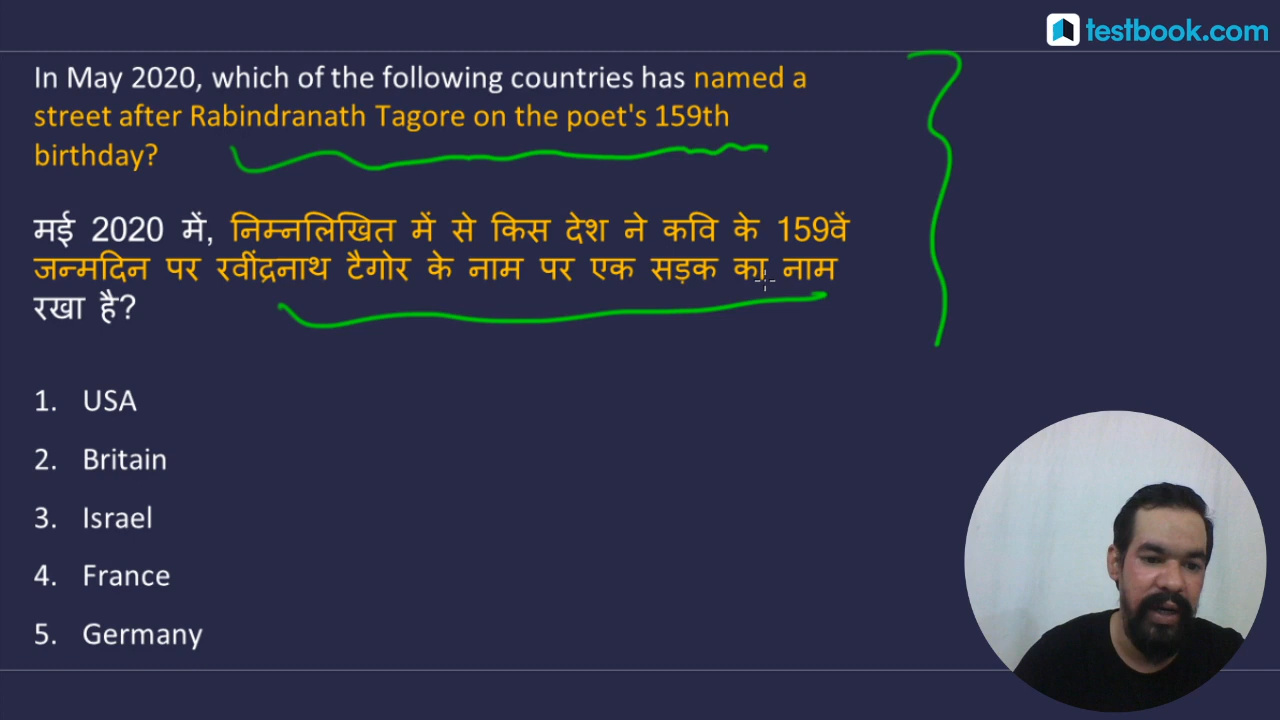 testbook.com
In May 2020, which of the following countries has named a
street after Rabindranath Tagore on the poet's 159th
birthday?
मई 2020 में, निम्नलिखित में से किस देश ने कवि के 159वें
जन्मदिन पर रवींद्रनाथ टैगोर के नाम पर एक सड़क का नाम
रखा है?
1. USA
2. Britain
3. Israel
4. France
5. Germany